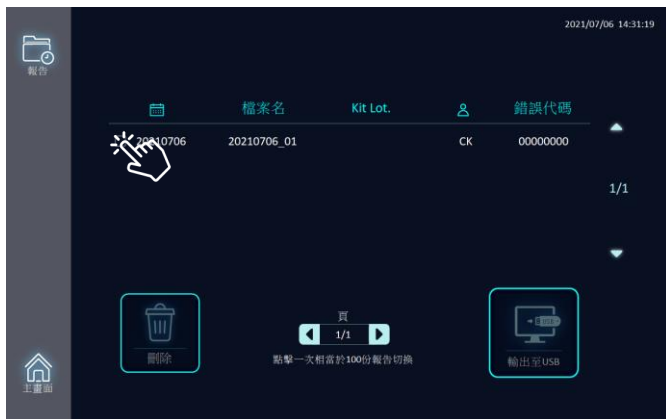 2021/07/06 14:31:19
報告
檔案名 Kit Lot. 錯誤代碼
20210706 20210706_01 CK 00000000
1/1
頁
1/1
點擊一次相當於100份報告切換
刪除
輸出至USB
主畫面